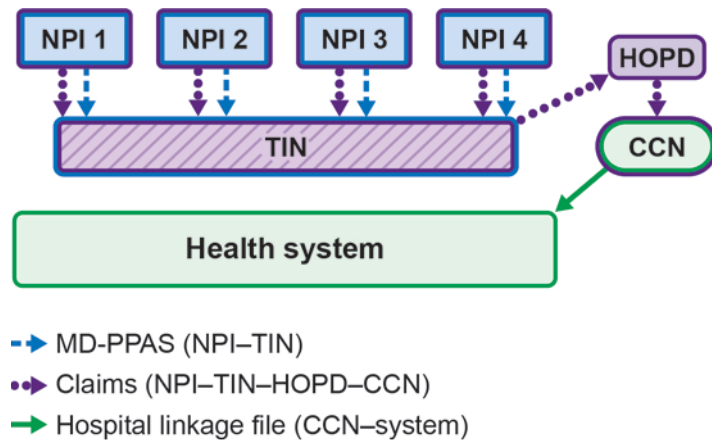 NPI 1
NPI 2
NPI 3
NPI 4
HOPD
TIN
CCN
Health system
MD-PPAS (NPI–TIN)
Claims (NPI–TIN–HOPD–CCN)
Hospital linkage file (CCN–system)